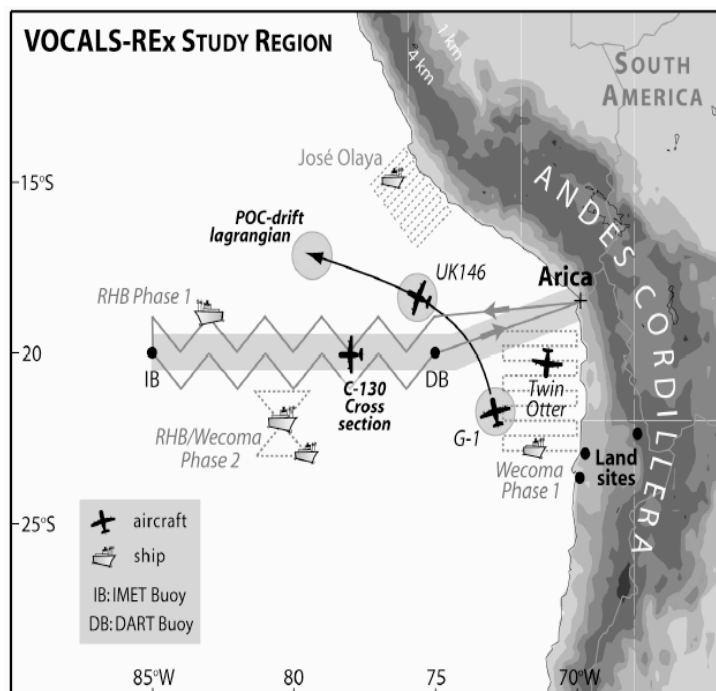 VOCALS-REx STUDY REGION
1 km
4 km
SOUTH
AMERICA
José Olaya
15°S
ANDES CORDILLERA
POC-drift
lagrangian
UK146
Arica
RHB Phase 1
20
IB
DB
C-130
Cross
section
Twin
Otter
G-1
RHB/Wecoma
Phase 2
Wecoma
Phase 1
Land
sites
25°S
aircraft
ship
IB: IMET Buoy
DB: DART Buoy
85°W
80
75
70°W